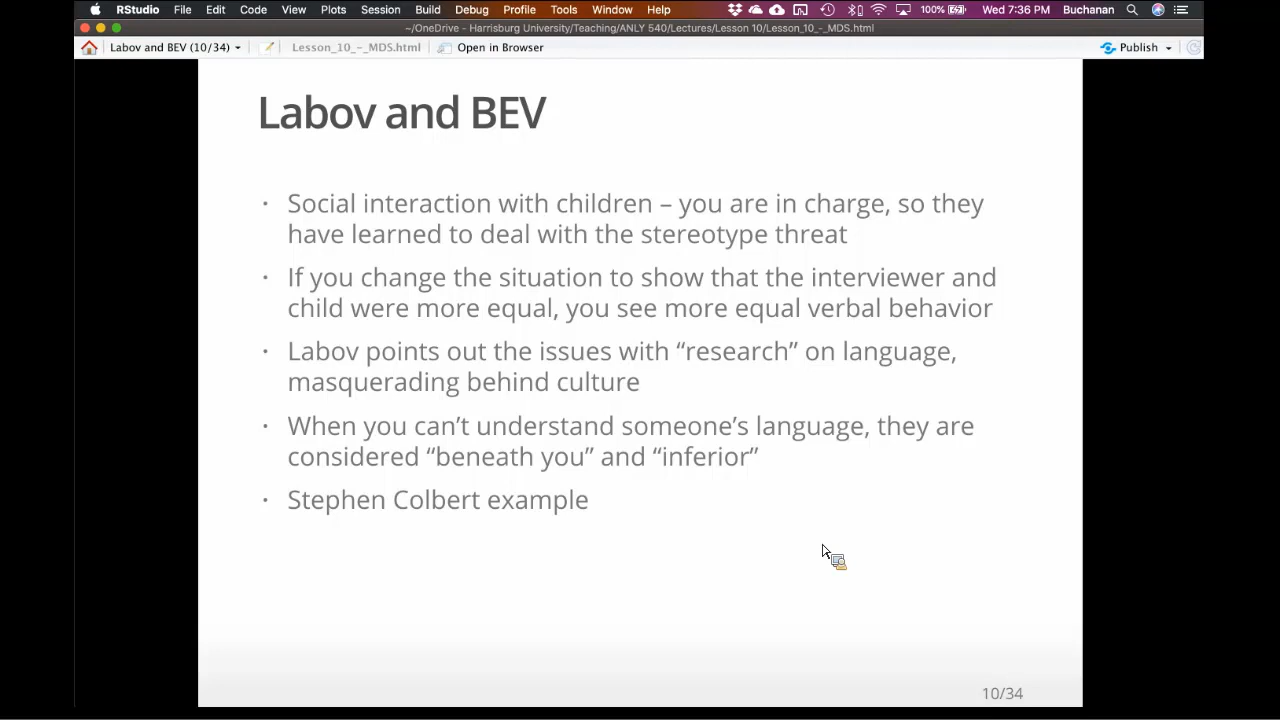 RStudio File Edit Code View Plots Session Build Debug Profile Tools Window Help 100% Wed 7:36 PM Buchanan
~/OneDrive - Harrisburg University/Teaching/ANLY 540/Lectures/Lesson 10/Lesson_10_-_MDS.html
Labov and BEV (10/34) Lesson_10_-_MDS.html Open in Browser Publish
Labov and BEV
· Social interaction with children – you are in charge, so they
have learned to deal with the stereotype threat
· If you change the situation to show that the interviewer and
child were more equal, you see more equal verbal behavior
· Labov points out the issues with “research” on language,
masquerading behind culture
· When you can’t understand someone’s language, they are
considered “beneath you” and “inferior”
· Stephen Colbert example
10/34